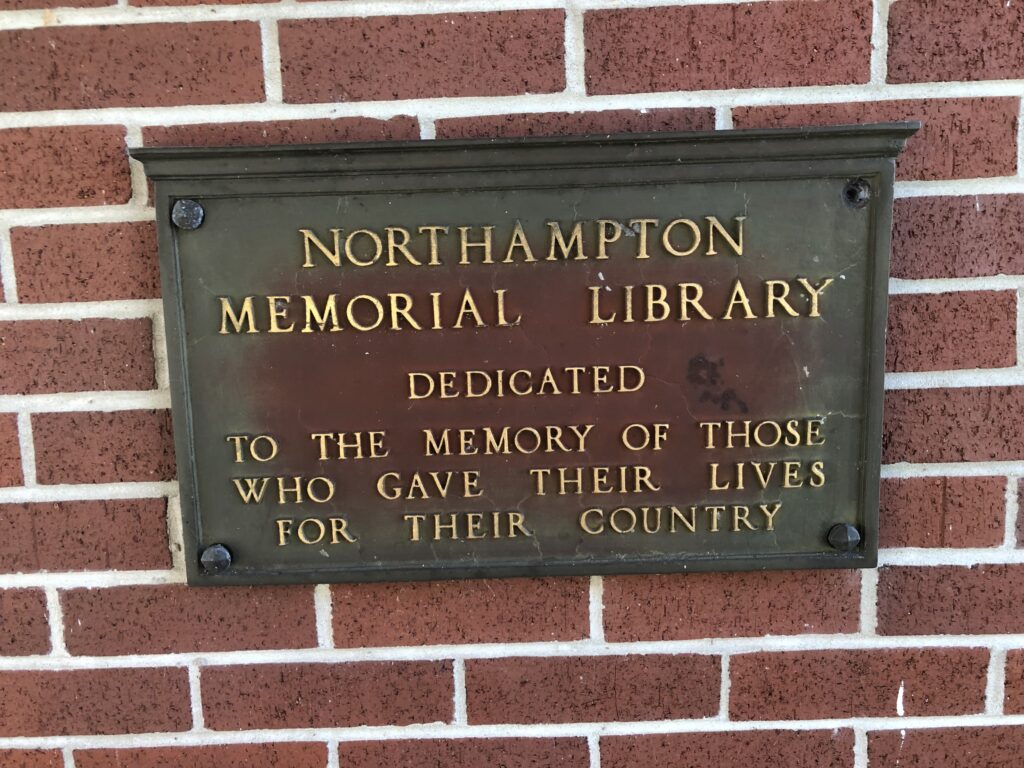 NORTHAMPTON
MEMORIAL LIBRARY
DEDICATED
TO THE MEMORY OF THOSE
WHO GAVE THEIR LIVES
FOR THEIR COUNTRY